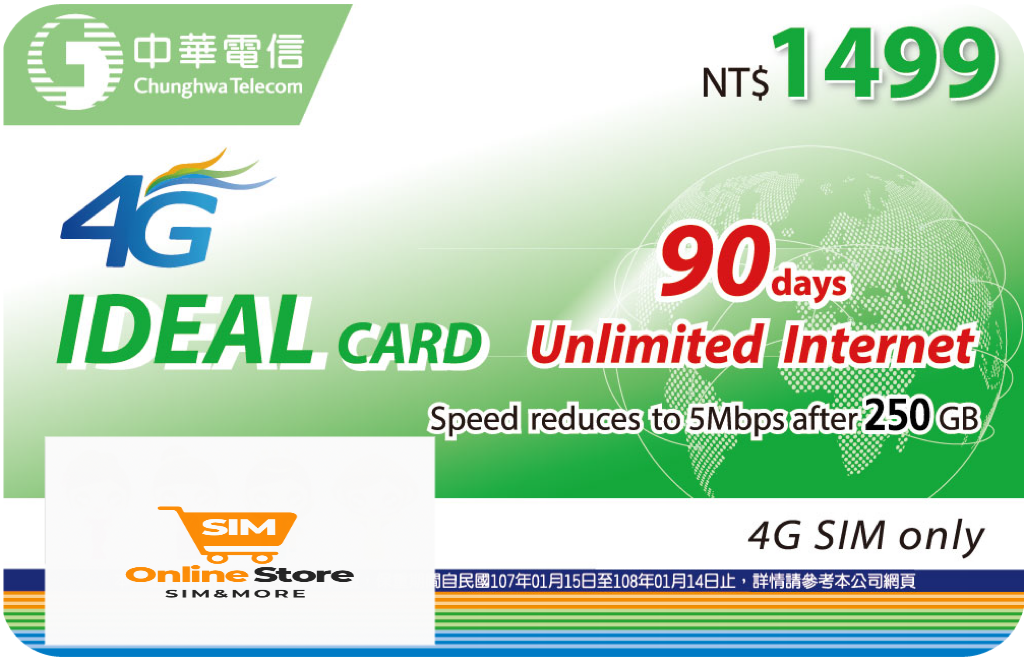 中華電信
Chunghwa Telecom
NT$1499
4G
IDEAL CARD
90 days
Unlimited Internet
Speed reduces to 5Mbps after 250 GB
SIM
Online Store
SIM&MORE
4G SIM only
自民國107年01月15日至108年01月14日止，詳情請參考本公司網頁